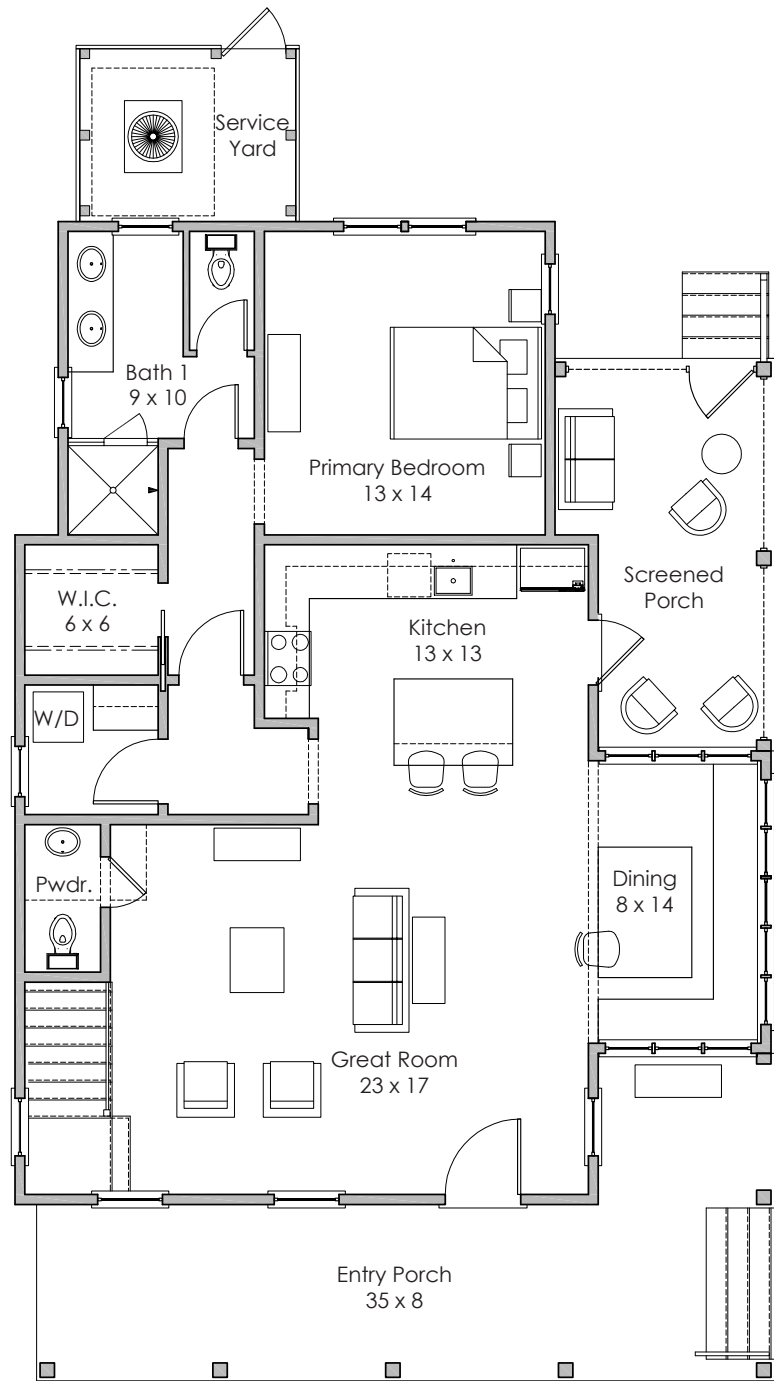 Service
Yard
Bath 1
9 x 10
Primary Bedroom
13 x 14
W.I.C.
6 x 6
Kitchen
13 x 13
Screened
Porch
W/D
Pwdr.
Dining
8 x 14
Great Room
23 x 17
Entry Porch
35 x 8